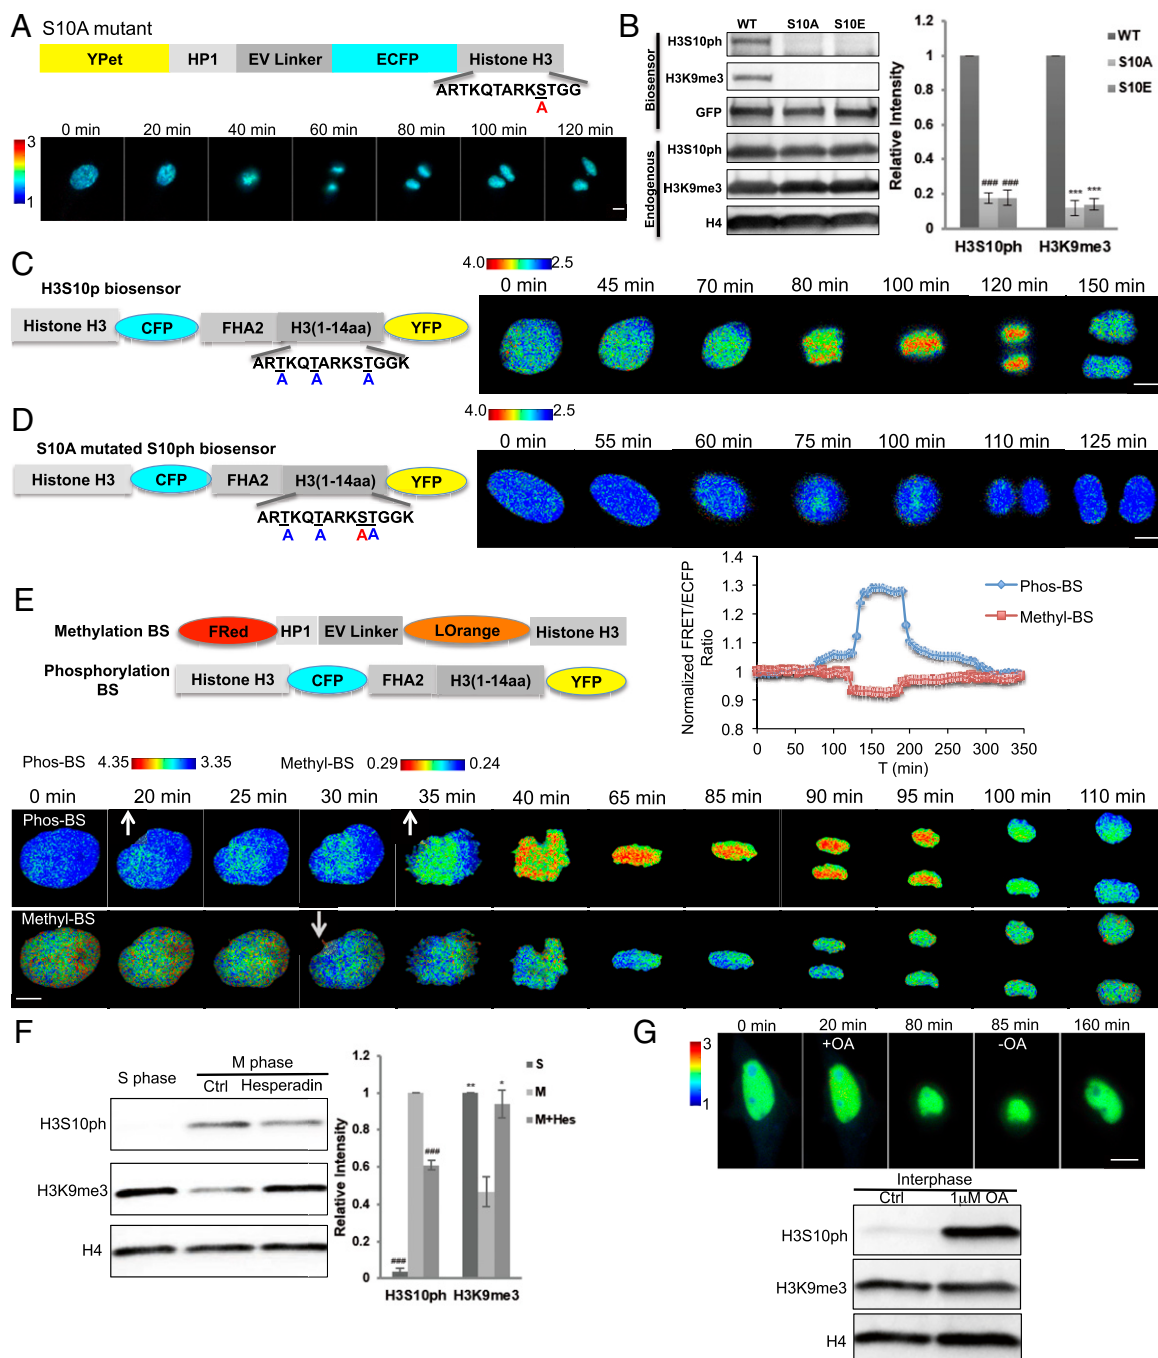 A
S10A mutant
YPet HP1 EV Linker ECFP Histone H3
ARTKQTARKSTGG
A
0 min 20 min 40 min 60 min 80 min 100 min 120 min
3
1
B
WT S10A S10E
Biosensor
H3S10ph
H3K9me3
GFP
Endogenous
H3S10ph
H3K9me3
H4
Relative Intensity
1.2
1
0.8
0.6
0.4
0.2
0
### ###
*** ***
H3S10ph H3K9me3
WT
S10A
S10E
C
H3S10p biosensor
Histone H3 CFP FHA2 H3(1-14aa) YFP
ARTKQTARKSTGGK
A A A
4.0 2.5
0 min 45 min 70 min 80 min 100 min 120 min 150 min
D
S10A mutated S10ph biosensor
Histone H3 CFP FHA2 H3(1-14aa) YFP
ARTKQTARKSTGGK
A A AA
4.0 2.5
0 min 55 min 60 min 75 min 100 min 110 min 125 min
E
Methylation BS
FRed HP1 EV Linker LOrange Histone H3
Phosphorylation
BS
Histone H3 CFP FHA2 H3(1-14aa) YFP
Normalized FRET/ECFP
Ratio
1.4
1.3
1.2
1.1
1
0.9
0.8
0 50 100 150 200 250 300 350
T (min)
Phos-BS
Methyl-BS
Phos-BS 4.35 3.35
Methyl-BS 0.29 0.24
0 min 20 min 25 min 30 min 35 min 40 min 65 min 85 min 90 min 95 min 100 min 110 min
Phos-BS
Methyl-BS
F
S phase
M phase
Ctrl Hesperadin
H3S10ph
H3K9me3
H4
Relative Intensity
1.2
1
0.8
0.6
0.4
0.2
0
###
###
**
*
H3S10ph H3K9me3
S
M
M+Hes
G
0 min 20 min 80 min 85 min 160 min
+OA -OA
3
1
Interphase
Ctrl 1μM OA
H3S10ph
H3K9me3
H4